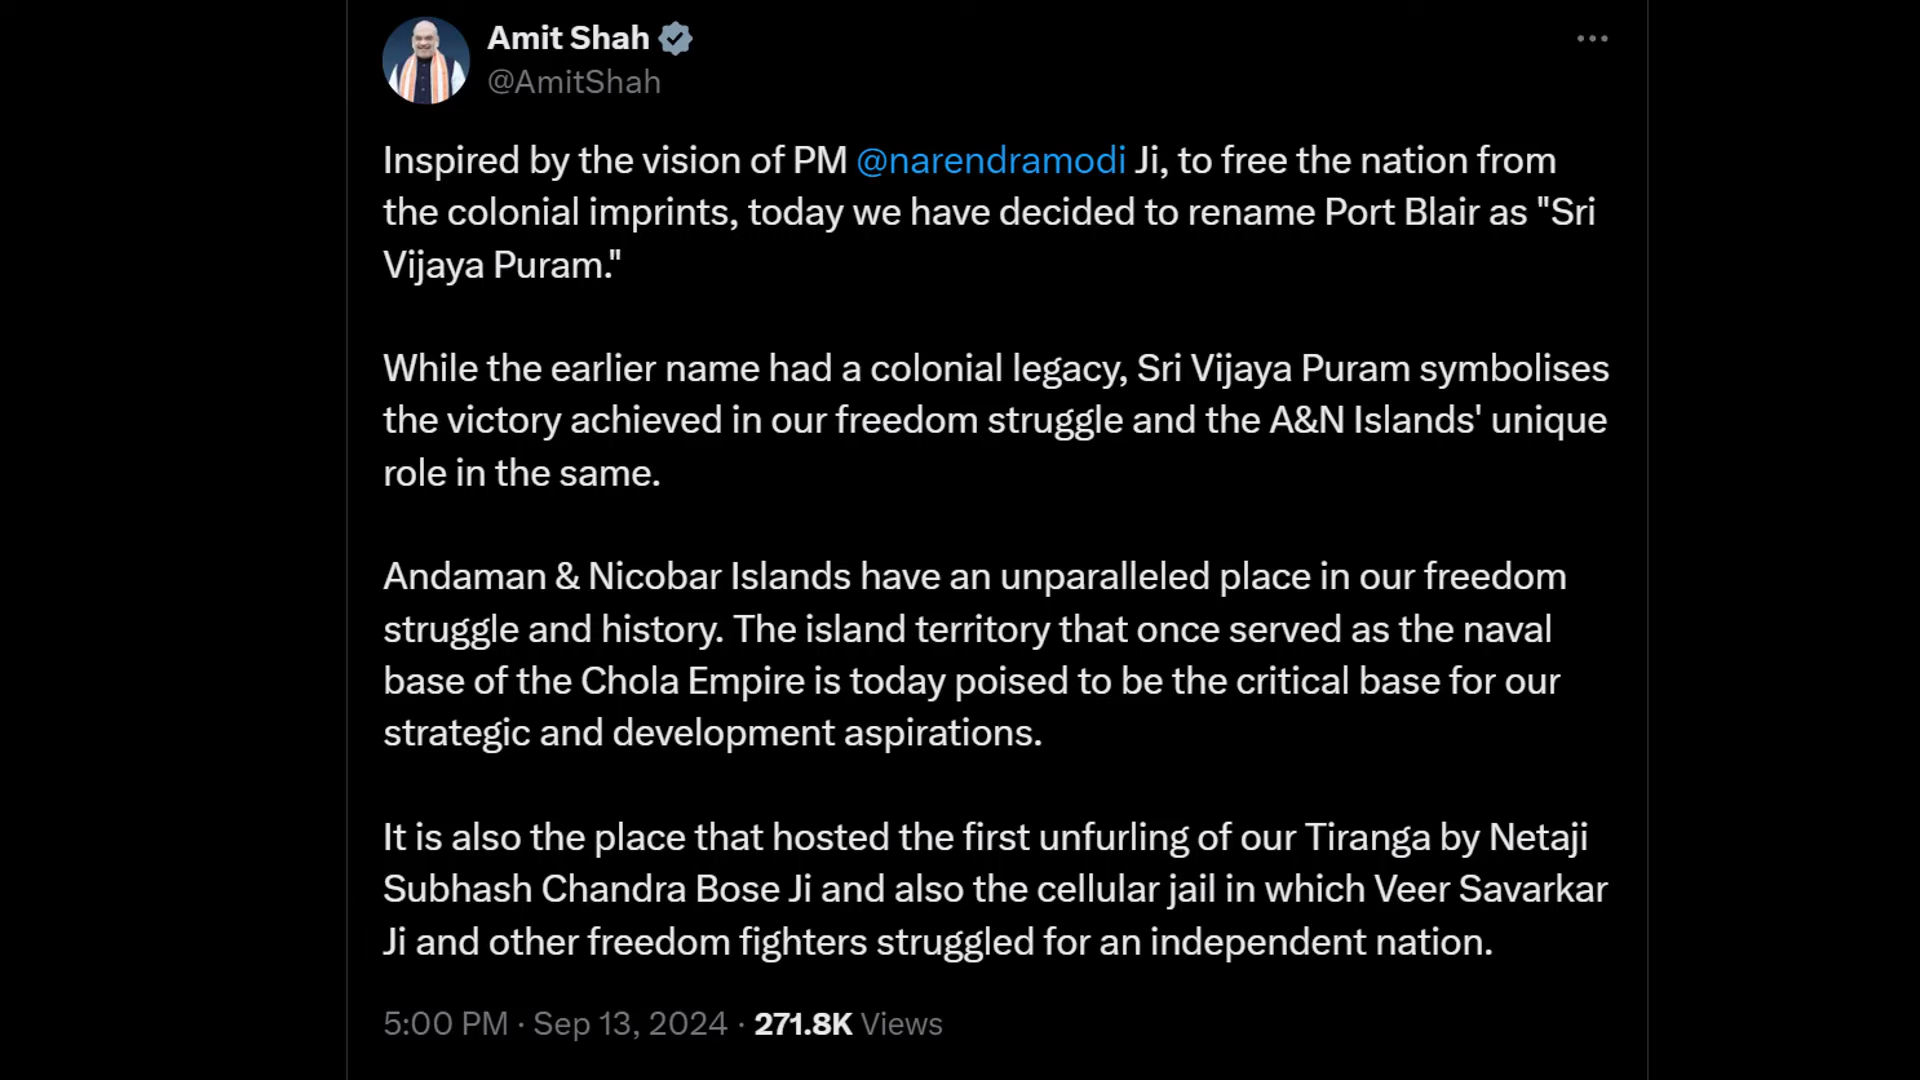 Amit Shah
@AmitShah
Inspired by the vision of PM @narendramodi Ji, to free the nation from
the colonial imprints, today we have decided to rename Port Blair as "Sri
Vijaya Puram."
While the earlier name had a colonial legacy, Sri Vijaya Puram symbolises
the victory achieved in our freedom struggle and the A&N Islands' unique
role in the same.
Andaman & Nicobar Islands have an unparalleled place in our freedom
struggle and history. The island territory that once served as the naval
base of the Chola Empire is today poised to be the critical base for our
strategic and development aspirations.
It is also the place that hosted the first unfurling of our Tiranga by Netaji
Subhash Chandra Bose Ji and also the cellular jail in which Veer Savarkar
Ji and other freedom fighters struggled for an independent nation.
5:00 PM · Sep 13, 2024 · 271.8K Views